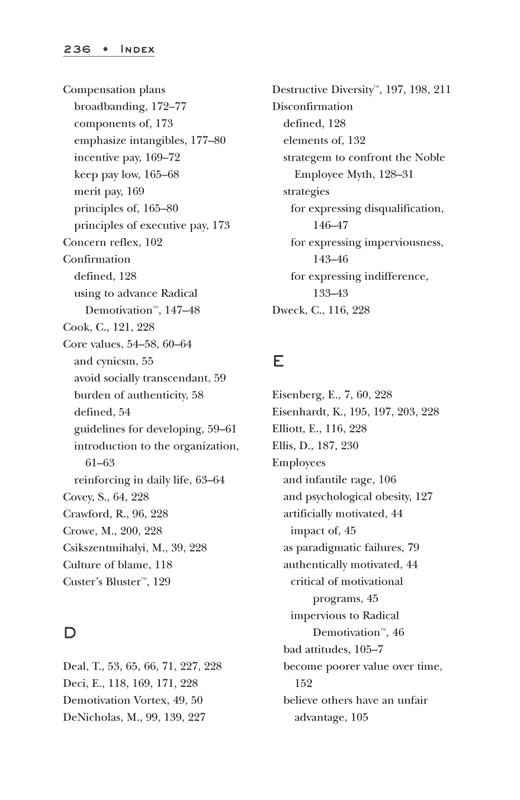 236 • Index
Compensation plans
broadbanding, 172–77
components of, 173
emphasize intangibles, 177–80
incentive pay, 169–72
keep pay low, 165–68
merit pay, 169
principles of, 165–80
principles of executive pay, 173
Concern reflex, 102
Confirmation
defined, 128
using to advance Radical
Demotivation™, 147–48
Cook, C., 121, 228
Core values, 54–58, 60–64
and cynicsm, 55
avoid socially transcendant, 59
burden of authenticity, 58
defined, 54
guidelines for developing, 59–61
introduction to the organization,
61–63
reinforcing in daily life, 63–64
Covey, S., 64, 228
Crawford, R., 96, 228
Crowe, M., 200, 228
Csikszentmihalyi, M., 39, 228
Culture of blame, 118
Custer's Bluster™, 129
D
Deal, T., 53, 65, 66, 71, 227, 228
Deci, E., 118, 169, 171, 228
Demotivation Vortex, 49, 50
DeNicholas, M., 99, 139, 227
Destructive Diversity™, 197, 198, 211
Disconfirmation
defined, 128
elements of, 132
strategem to confront the Noble
Employee Myth, 128–31
strategies
for expressing disqualification,
146–47
for expressing imperviousness,
143–46
for expressing indifference,
133–43
Dweck, C., 116, 228
E
Eisenberg, E., 7, 60, 228
Eisenhardt, K., 195, 197, 203, 228
Elliott, E., 116, 228
Ellis, D., 187, 230
Employees
and infantile rage, 106
and psychological obesity, 127
artificially motivated, 44
impact of, 45
as paradigmatic failures, 79
authentically motivated, 44
critical of motivational
programs, 45
impervious to Radical
Demotivation™, 46
bad attitudes, 105–7
become poorer value over time,
152
believe others have an unfair
advantage, 105